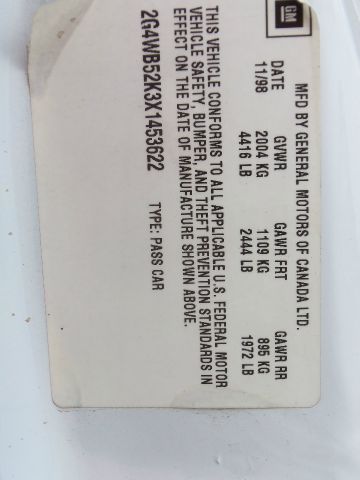 GM
MFD BY GENERAL MOTORS OF CANADA LTD.
DATE GVWR GAWR FRT GAWR RR
11/98 2004 KG 1109 KG 895 KG
4416 LB 2444 LB 1972 LB
THIS VEHICLE CONFORMS TO ALL APPLICABLE U.S. FEDERAL MOTOR
VEHICLE SAFETY, BUMPER, AND THEFT PREVENTION STANDARDS IN
EFFECT ON THE DATE OF MANUFACTURE SHOWN ABOVE.
2G4WB52K3X1453622 TYPE: PASS CAR